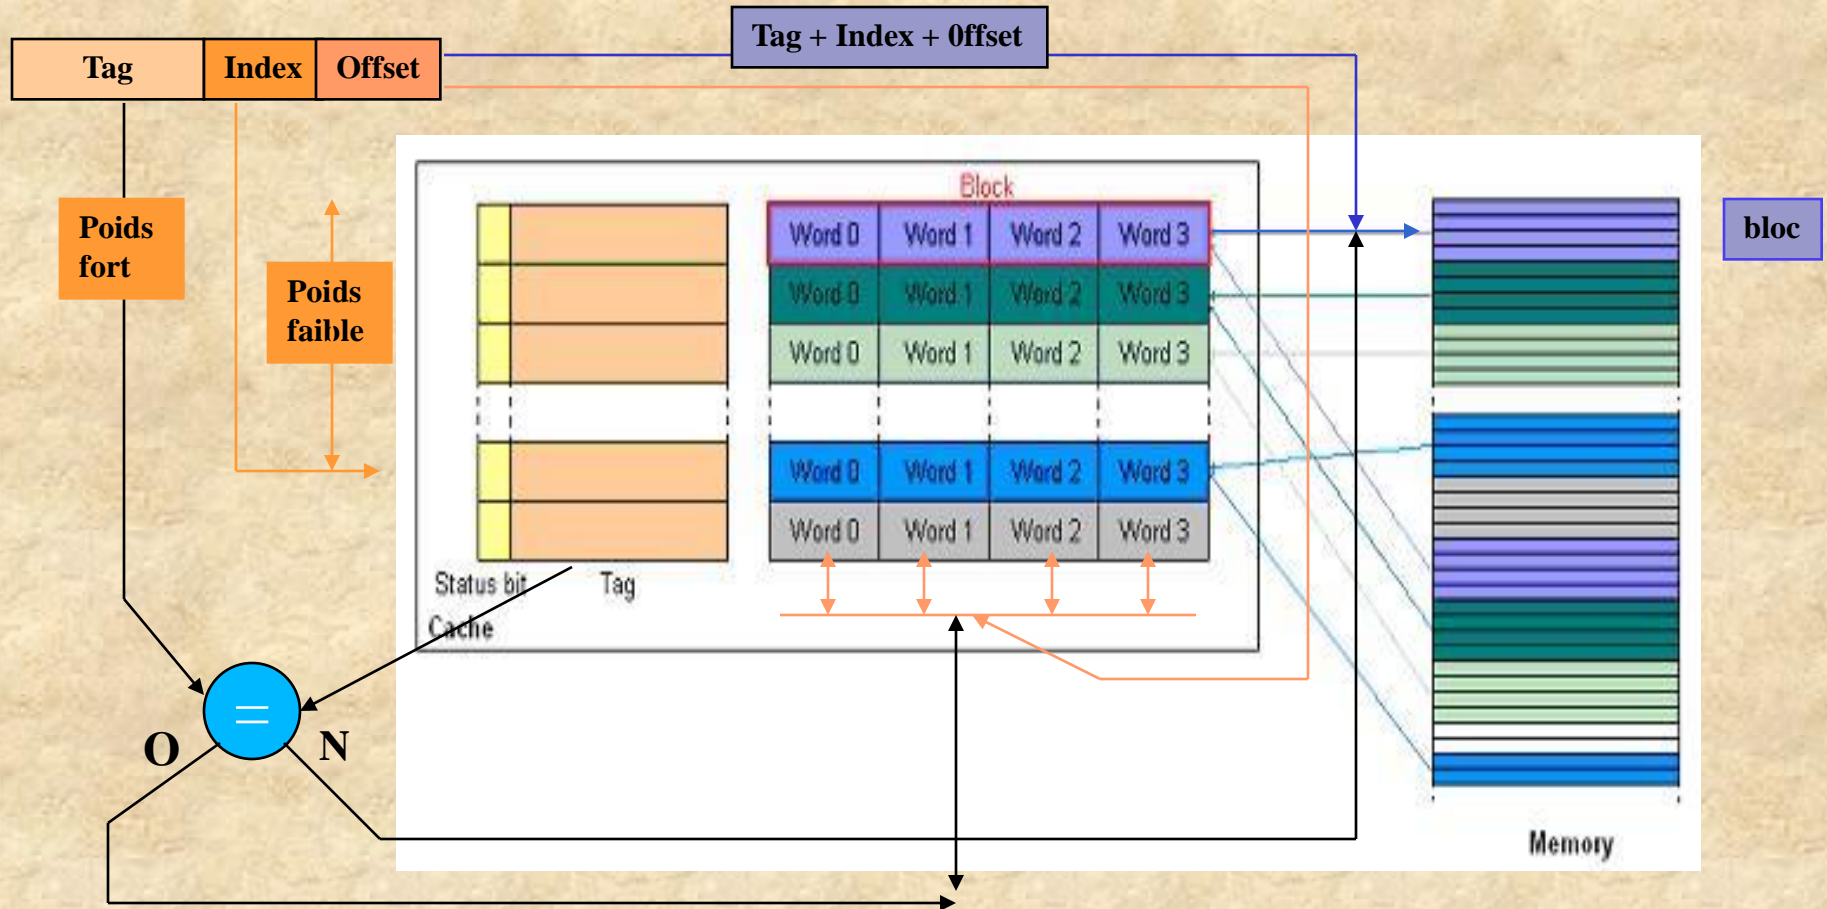 Tag + Index + 0ffset
Tag Index Offset
Poids
fort
Poids
faible
Block
Word 0 Word 1 Word 2 Word 3
Word 0 Word 1 Word 2 Word 3
Word 0 Word 1 Word 2 Word 3
Word 0 Word 1 Word 2 Word 3
Word 0 Word 1 Word 2 Word 3
bloc
Status bit Tag
Cache
=
O N
Memory